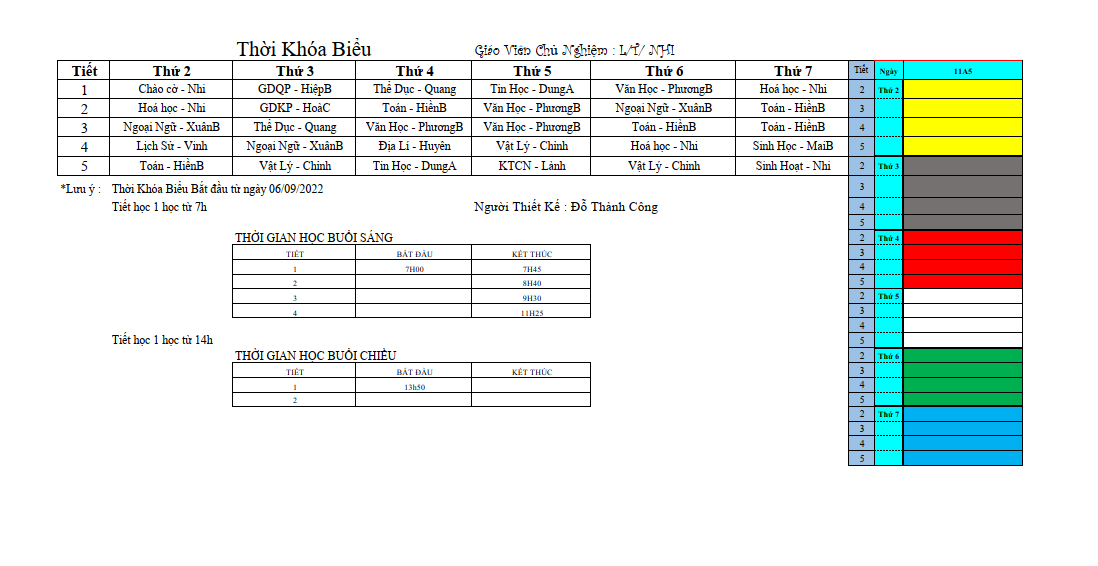 Thời Khóa Biểu
Giáo Viên Chủ Nghiệm : L/T/ NHI
Tiết Thứ 2 Thứ 3 Thứ 4 Thứ 5 Thứ 6 Thứ 7
1 Chào cờ - Nhi GDQP - HiệpB Thể Dục - Quang Tin Học - DungA Văn Học - PhươngB Hoá học - Nhi
2 Hoá học - Nhi GDKP - HoàC Toán - HiềnB Văn Học - PhươngB Ngoại Ngữ - XuânB Toán - HiềnB
3 Ngoại Ngữ - XuânB Thể Dục - Quang Văn Học - PhươngB Văn Học - PhươngB Toán - HiềnB Toán - HiềnB
4 Lịch Sử - Vinh Ngoại Ngữ - XuânB Địa Lí - Huyên Vật Lý - Chinh Hoá học - Nhi Sinh Học - MaiB
5 Toán - HiềnB Vật Lý - Chinh Tin Học - DungA KTCN - Lành Vật Lý - Chinh Sinh Hoạt - Nhi
*Lưu ý : Thời Khóa Biểu Bắt đầu từ ngày 06/09/2022
Tiết học 1 học từ 7h
Người Thiết Kế : Đỗ Thành Công
THỜI GIAN HỌC BUỔI SÁNG
TIẾT BẮT ĐẦU KẾT THÚC
1 7H00 7H45
2 8H40
3 9H30
4 11H25
Tiết học 1 học từ 14h
THỜI GIAN HỌC BUỔI CHIỀU
TIẾT BẮT ĐẦU KẾT THÚC
1 13h50
2
Tiết Ngày 11A5
2 Thứ 2
3
4
5
2 Thứ 3
3
4
5
2 Thứ 4
3
4
5
2 Thứ 5
3
4
5
2 Thứ 6
3
4
5
2 Thứ 7
3
4
5